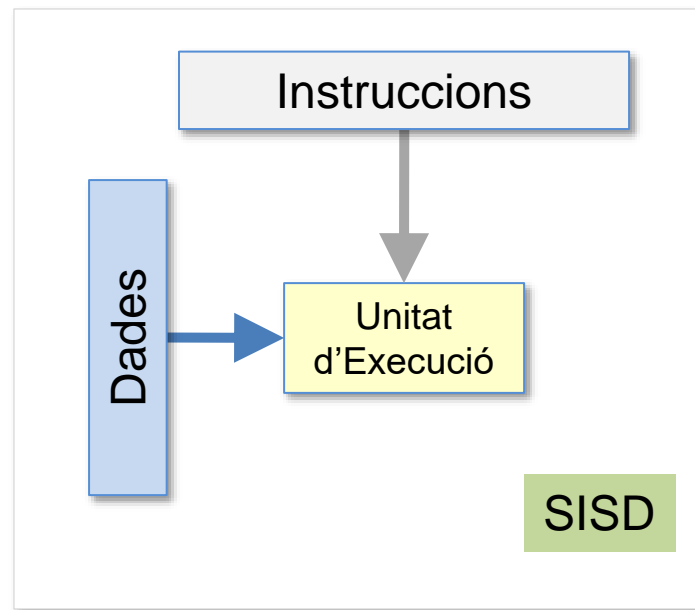 Instruccions
Dades
Unitat
d’Execució
SISD